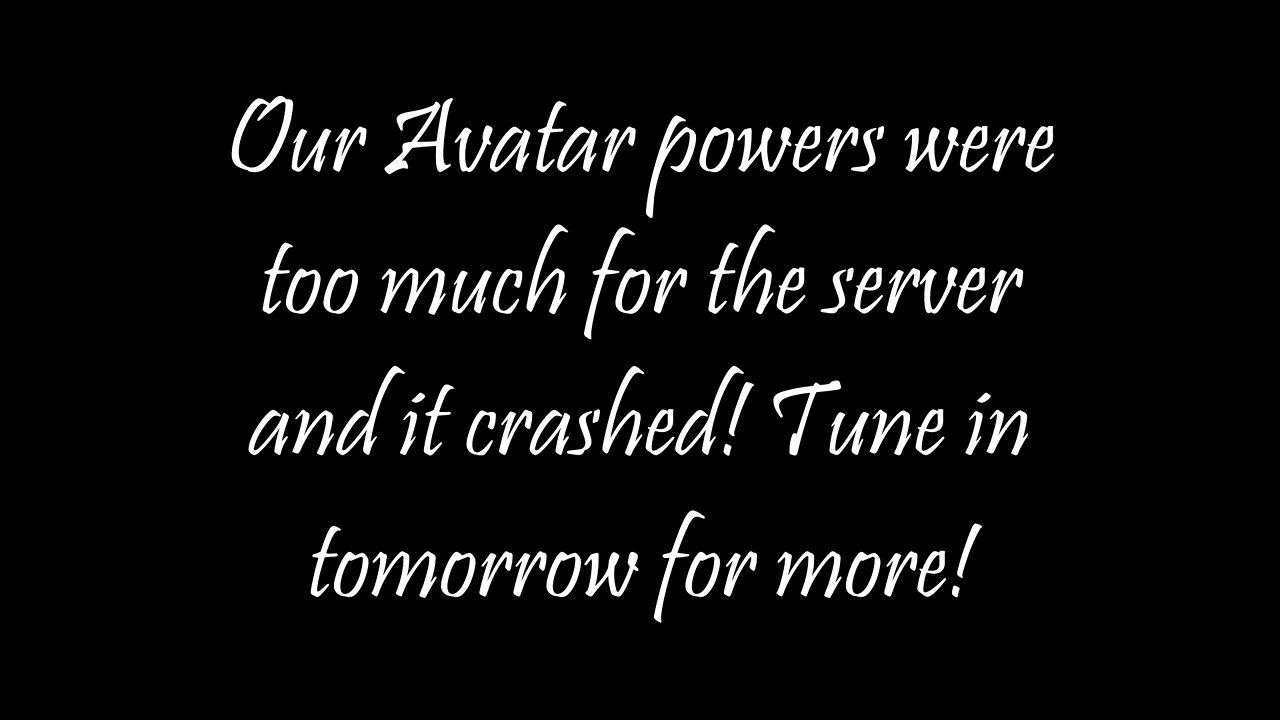 Our Avatar powers were
too much for the server
and it crashed! Tune in
tomorrow for more!